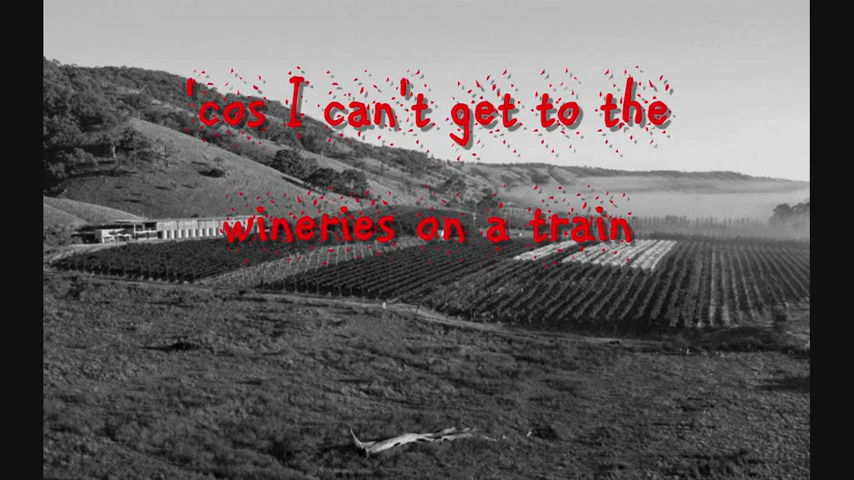 'cos I can't get to the
wineries on a train